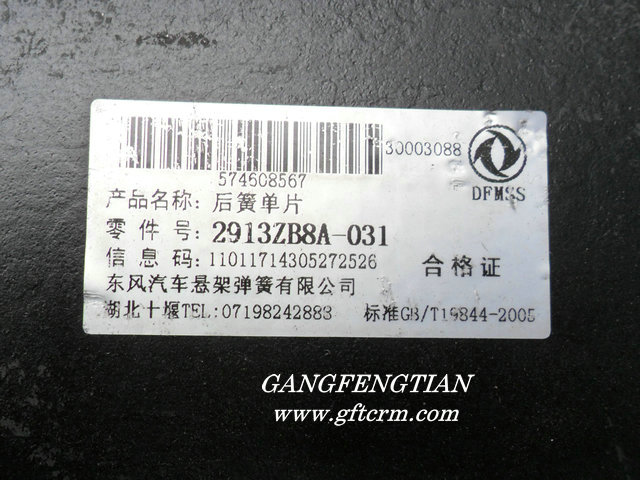 30003088
574608567
DFMSS
产品名称: 后簧单片
零件号: 2913ZB8A-031
信息码: 11011714305272526
合格证
东风汽车悬架弹簧有限公司
湖北十堰TEL:07198242883 标准GB/T19844-2005
GANGFENGTIAN
www.gftcrm.com